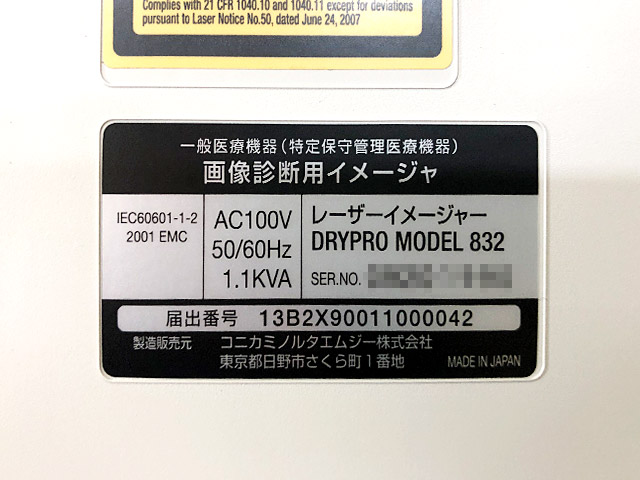 Complies with 21 CFR 1040.10 and 1040.11 except for deviations
pursuant to Laser Notice No.50, dated June 24, 2007
一般医療機器(特定保守管理医療機器)
画像診断用イメージャ
IEC60601-1-2
2001 EMC
AC100V
50/60Hz
1.1KVA
レーザーイメージャー
DRYPRO MODEL 832
SER.NO.
届出番号 13B2X90011000042
製造販売元 コニカミノルタエムジー株式会社
東京都日野市さくら町1番地
MADE IN JAPAN